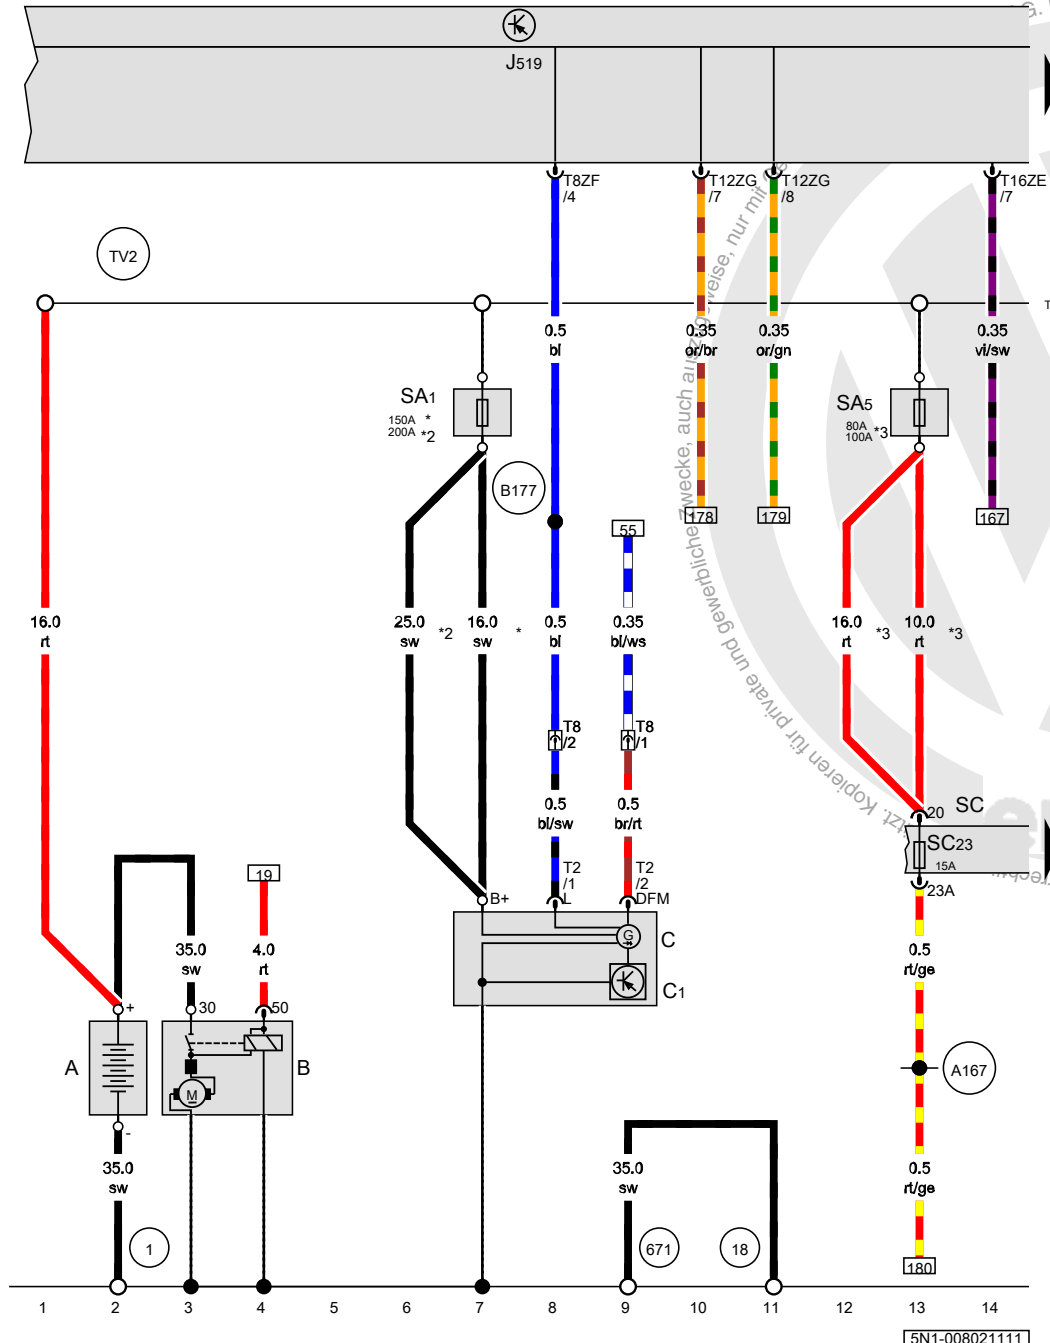 G.
J519
T8ZF
/4
T12ZG
/7
T12ZG
/8
T16ZE
/7
TV2
0.5
bl
0.35
or/br
0.35
or/gn
0.35
vi/sw
SA1
150A *
200A *2
SA5
80A
100A *3
B177
178
179
167
55
16.0
rt
25.0
sw
*2
16.0
sw
*
0.5
bl
0.35
bl/ws
16.0
rt
*3
10.0
rt
*3
T8
/2
T8
/1
0.5
bl/sw
0.5
br/rt
20
SC
SC23
15A
23A
T2
/1
L
T2
/2
DFM
B+
19
35.0
sw
4.0
rt
G
C
C1
0.5
rt/ge
+
30
50
A
B
M
A167
-
35.0
sw
35.0
sw
0.5
rt/ge
1
671
18
180
1 2 3 4 5 6 7 8 9 10 11 12 13 14
5N1-008021111
tzt. Kopieren für private und gewerbliche Zwecke, auch auszugsweise, nur mit